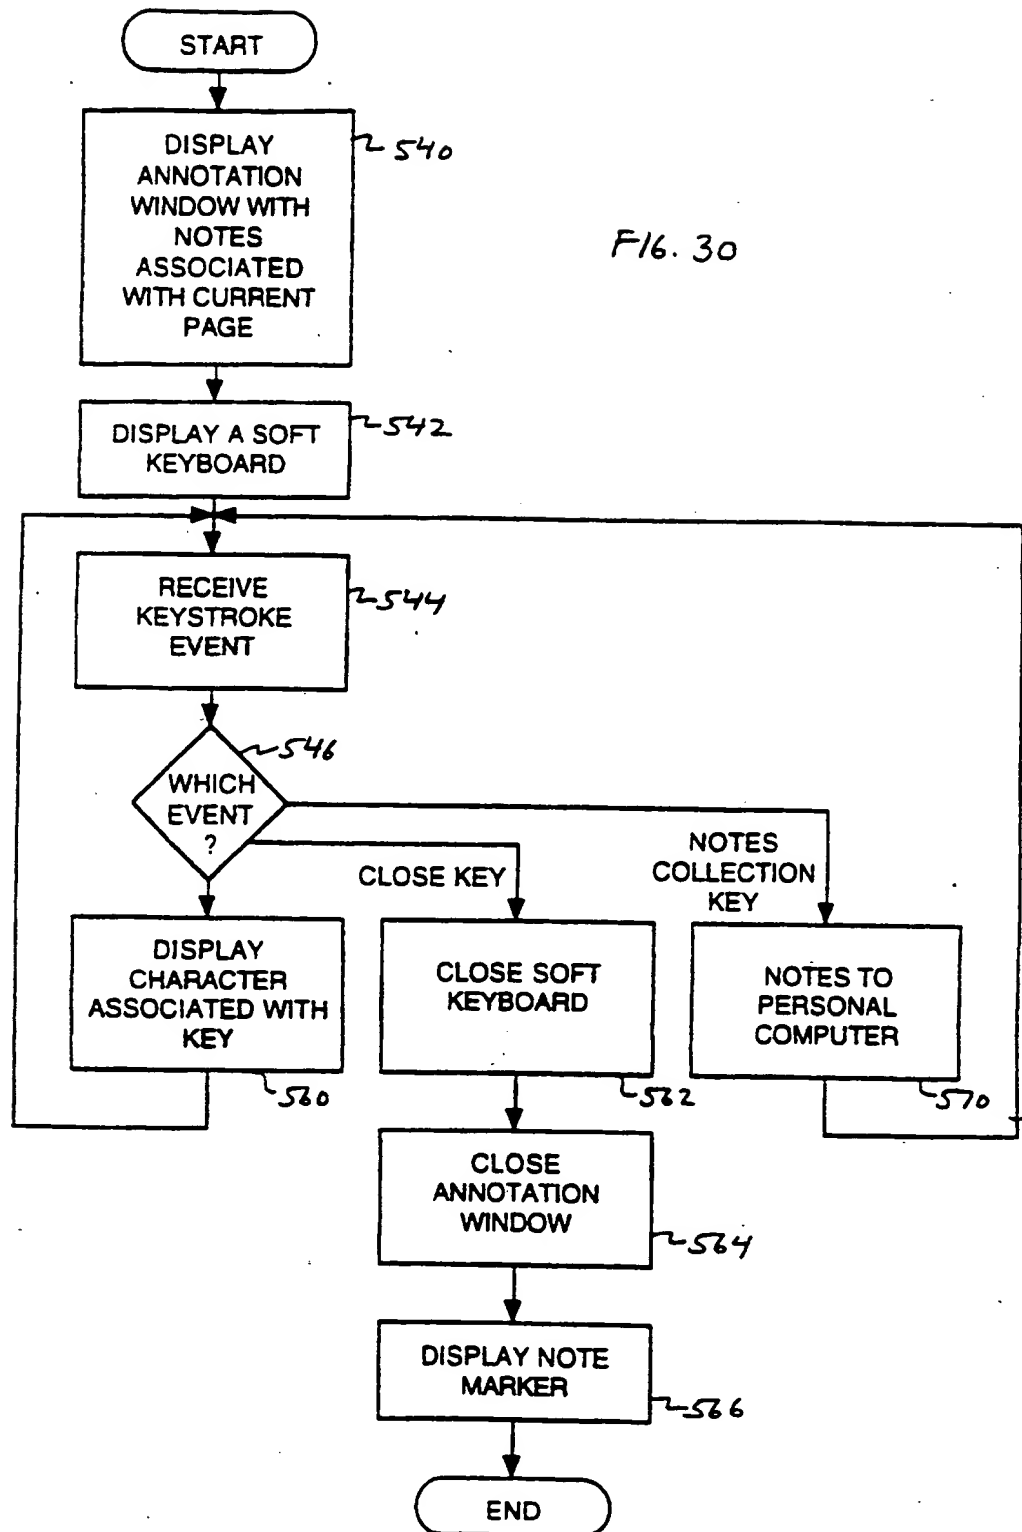 START
DISPLAY
ANNOTATION
WINDOW WITH
NOTES
ASSOCIATED
WITH CURRENT
PAGE
540
FIG. 30
DISPLAY A SOFT
KEYBOARD
542
RECEIVE
KEYSTROKE
EVENT
544
WHICH
EVENT
?
546
CLOSE KEY
NOTES
COLLECTION
KEY
DISPLAY
CHARACTER
ASSOCIATED WITH
KEY
560
CLOSE SOFT
KEYBOARD
562
NOTES TO
PERSONAL
COMPUTER
570
CLOSE
ANNOTATION
WINDOW
564
DISPLAY NOTE
MARKER
566
END